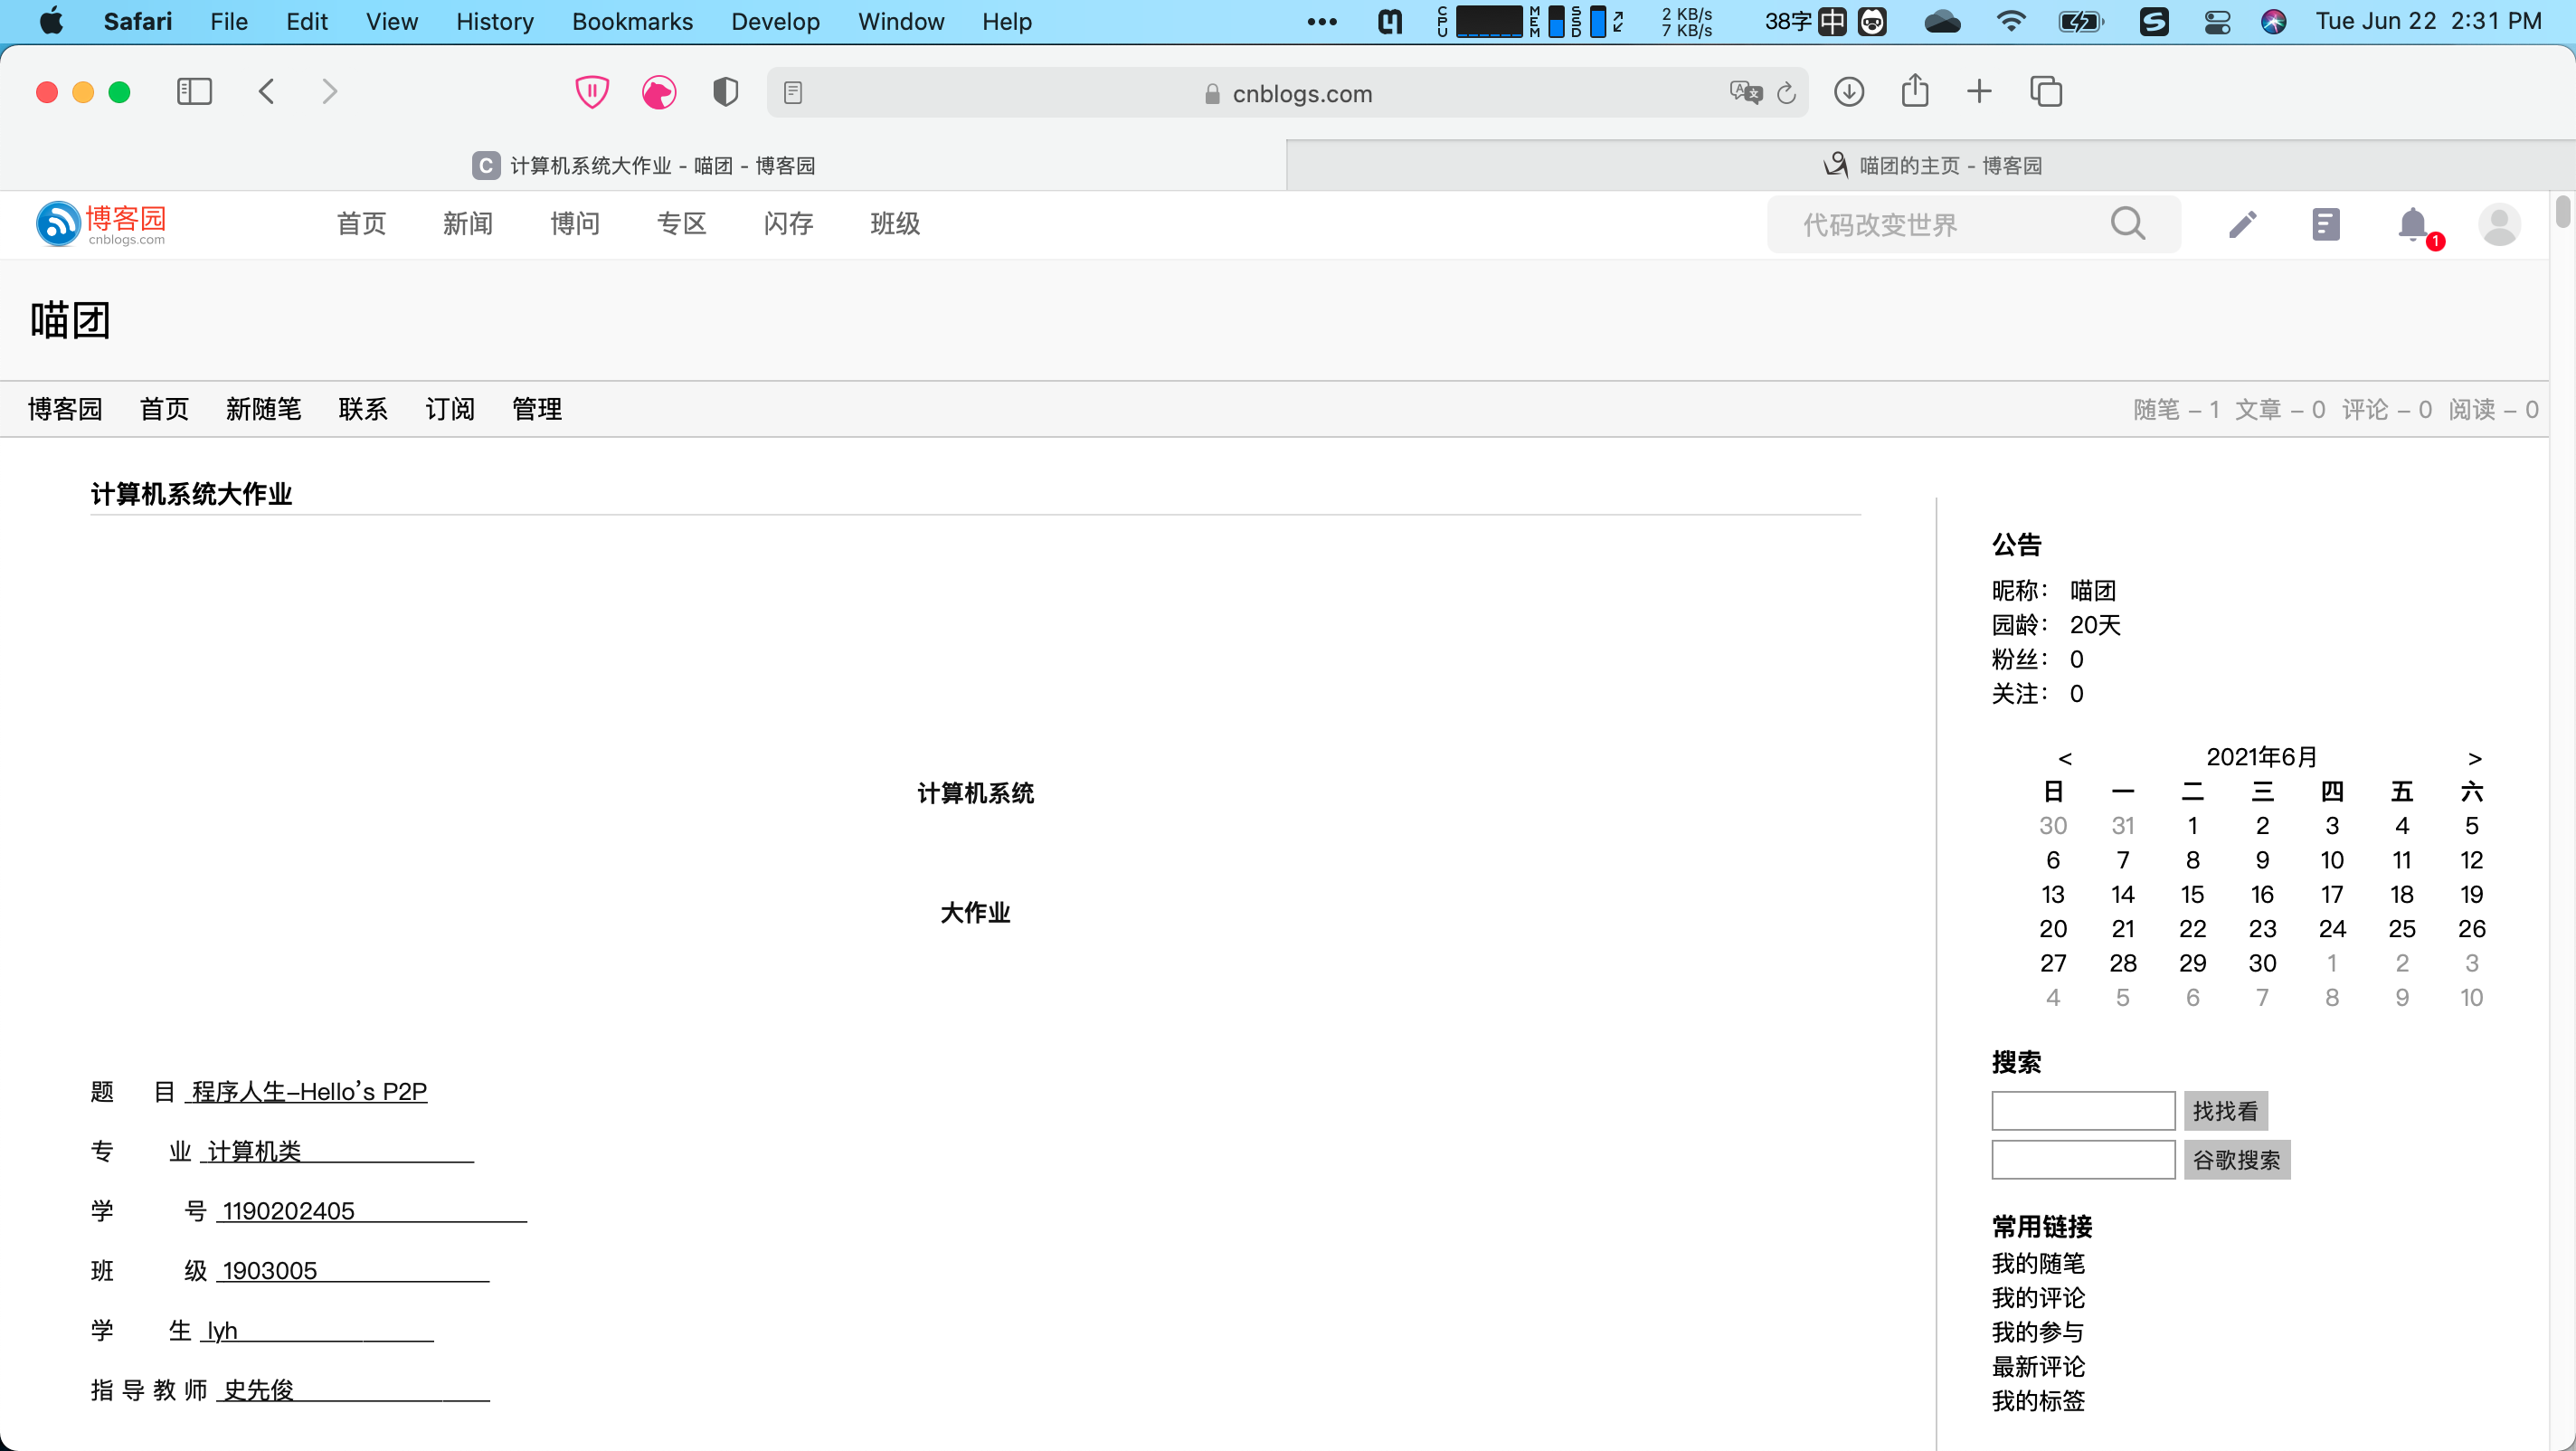 Safari File Edit View History Bookmarks Develop Window Help ••• CPU MEM SSD 2 KB/s 7 KB/s 38字 中 S Tue Jun 22 2:31 PM
cnblogs.com
C 计算机系统大作业 - 喵团 - 博客园
喵团的主页 - 博客园
博客园 cnblogs.com 首页 新闻 博问 专区 闪存 班级 代码改变世界 1
喵团
博客园 首页 新随笔 联系 订阅 管理 随笔 - 1 文章 - 0 评论 - 0 阅读 - 0
计算机系统大作业
计算机系统
大作业
题 目 程序人生-Hello's P2P
专 业 计算机类
学 号 1190202405
班 级 1903005
学 生 lyh
指 导 教 师 史先俊
公告
昵称： 喵团
园龄： 20天
粉丝： 0
关注： 0
< 2021年6月 >
日 一 二 三 四 五 六
30 31 1 2 3 4 5
6 7 8 9 10 11 12
13 14 15 16 17 18 19
20 21 22 23 24 25 26
27 28 29 30 1 2 3
4 5 6 7 8 9 10
搜索
找找看
谷歌搜索
常用链接
我的随笔
我的评论
我的参与
最新评论
我的标签